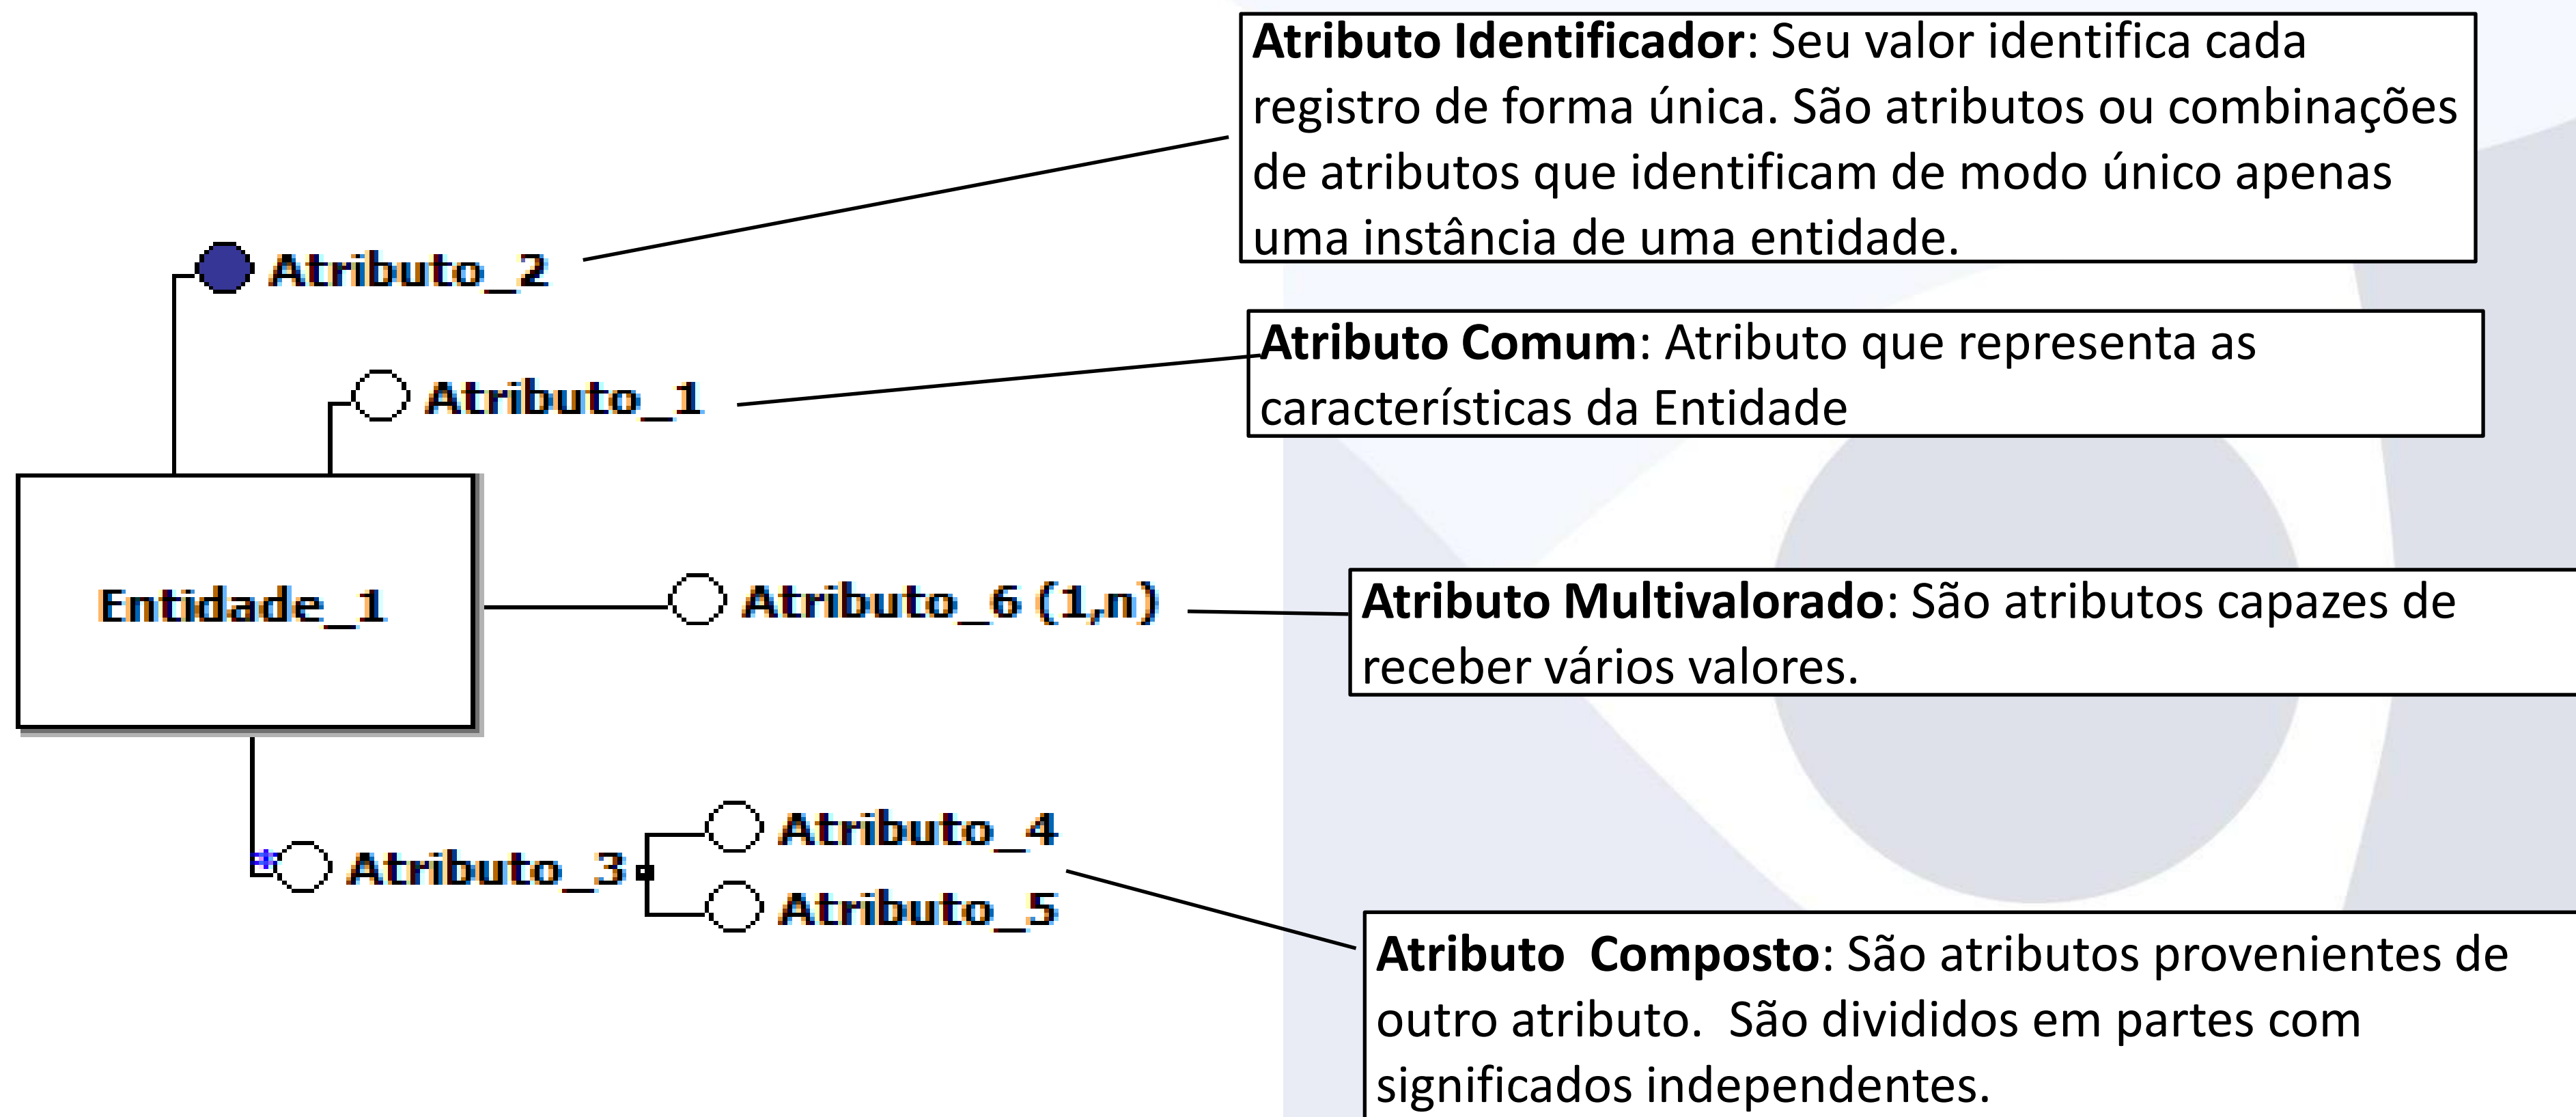 Atributo Identificador: Seu valor identifica cada
registro de forma única. São atributos ou combinações
de atributos que identificam de modo único apenas
uma instância de uma entidade.
Atributo_2
Atributo Comum: Atributo que representa as
características da Entidade
Atributo_1
Entidade_1
Atributo_6 (1,n)
Atributo Multivalorado: São atributos capazes de
receber vários valores.
*
Atributo_3
Atributo_4
Atributo_5
Atributo  Composto: São atributos provenientes de
outro atributo.  São divididos em partes com
significados independentes.